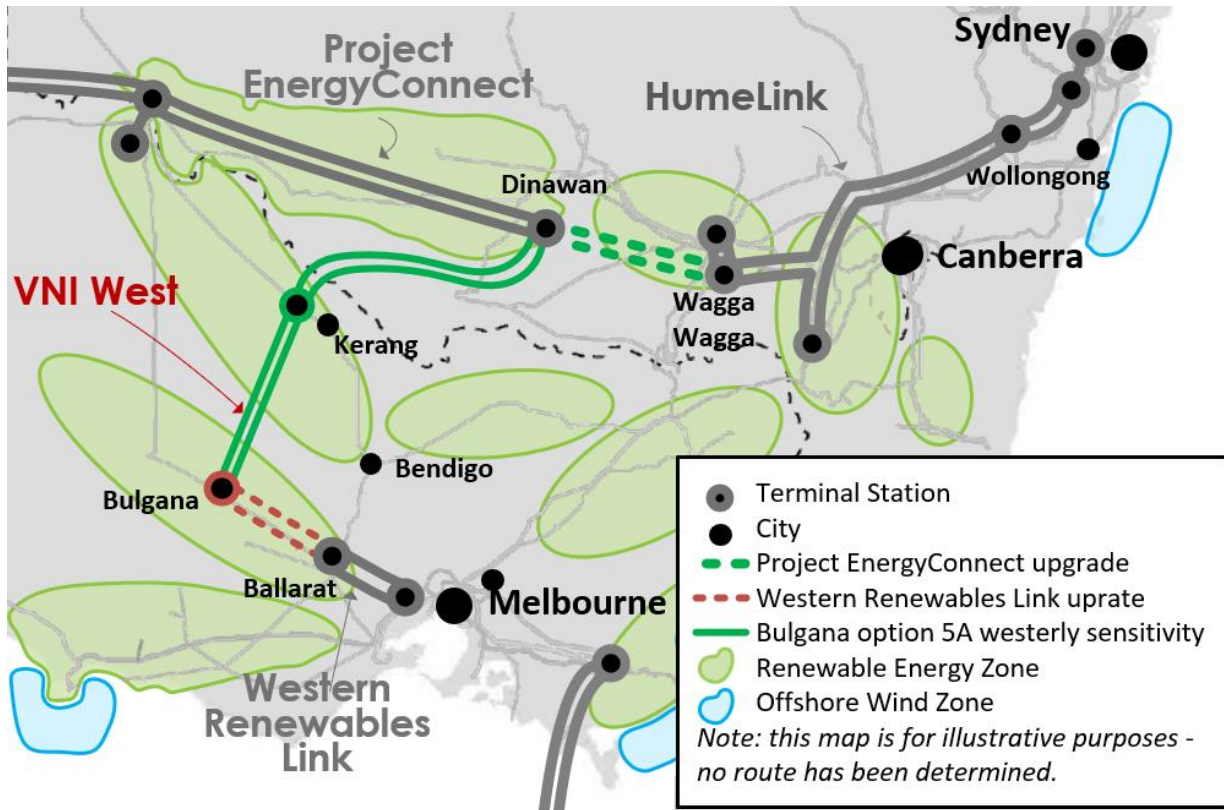 Sydney
Project
EnergyConnect
HumeLink
Wollongong
Dinawan
Canberra
VNI West
Wagga
Wagga
Kerang
Bendigo
Bulgana
Ballarat
Melbourne
Western
Renewables
Link
Terminal Station
City
Project EnergyConnect upgrade
Western Renewables Link uprate
Bulgana option 5A westerly sensitivity
Renewable Energy Zone
Offshore Wind Zone
Note: this map is for illustrative purposes -
no route has been determined.